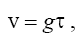 v = gτ ,